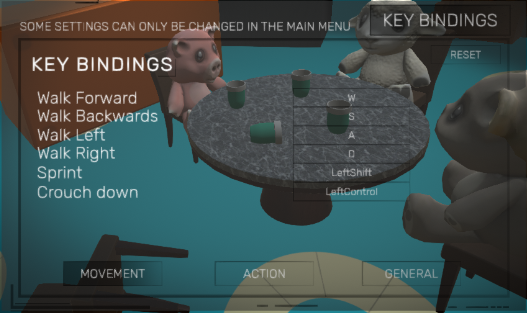 SOME SETTINGS CAN ONLY BE CHANGED IN THE MAIN MENU
KEY BINDINGS
RESET
KEY BINDINGS
Walk Forward W
Walk Backwards S
Walk Left A
Walk Right D
Sprint LeftShift
Crouch down LeftControl
MOVEMENT ACTION GENERAL